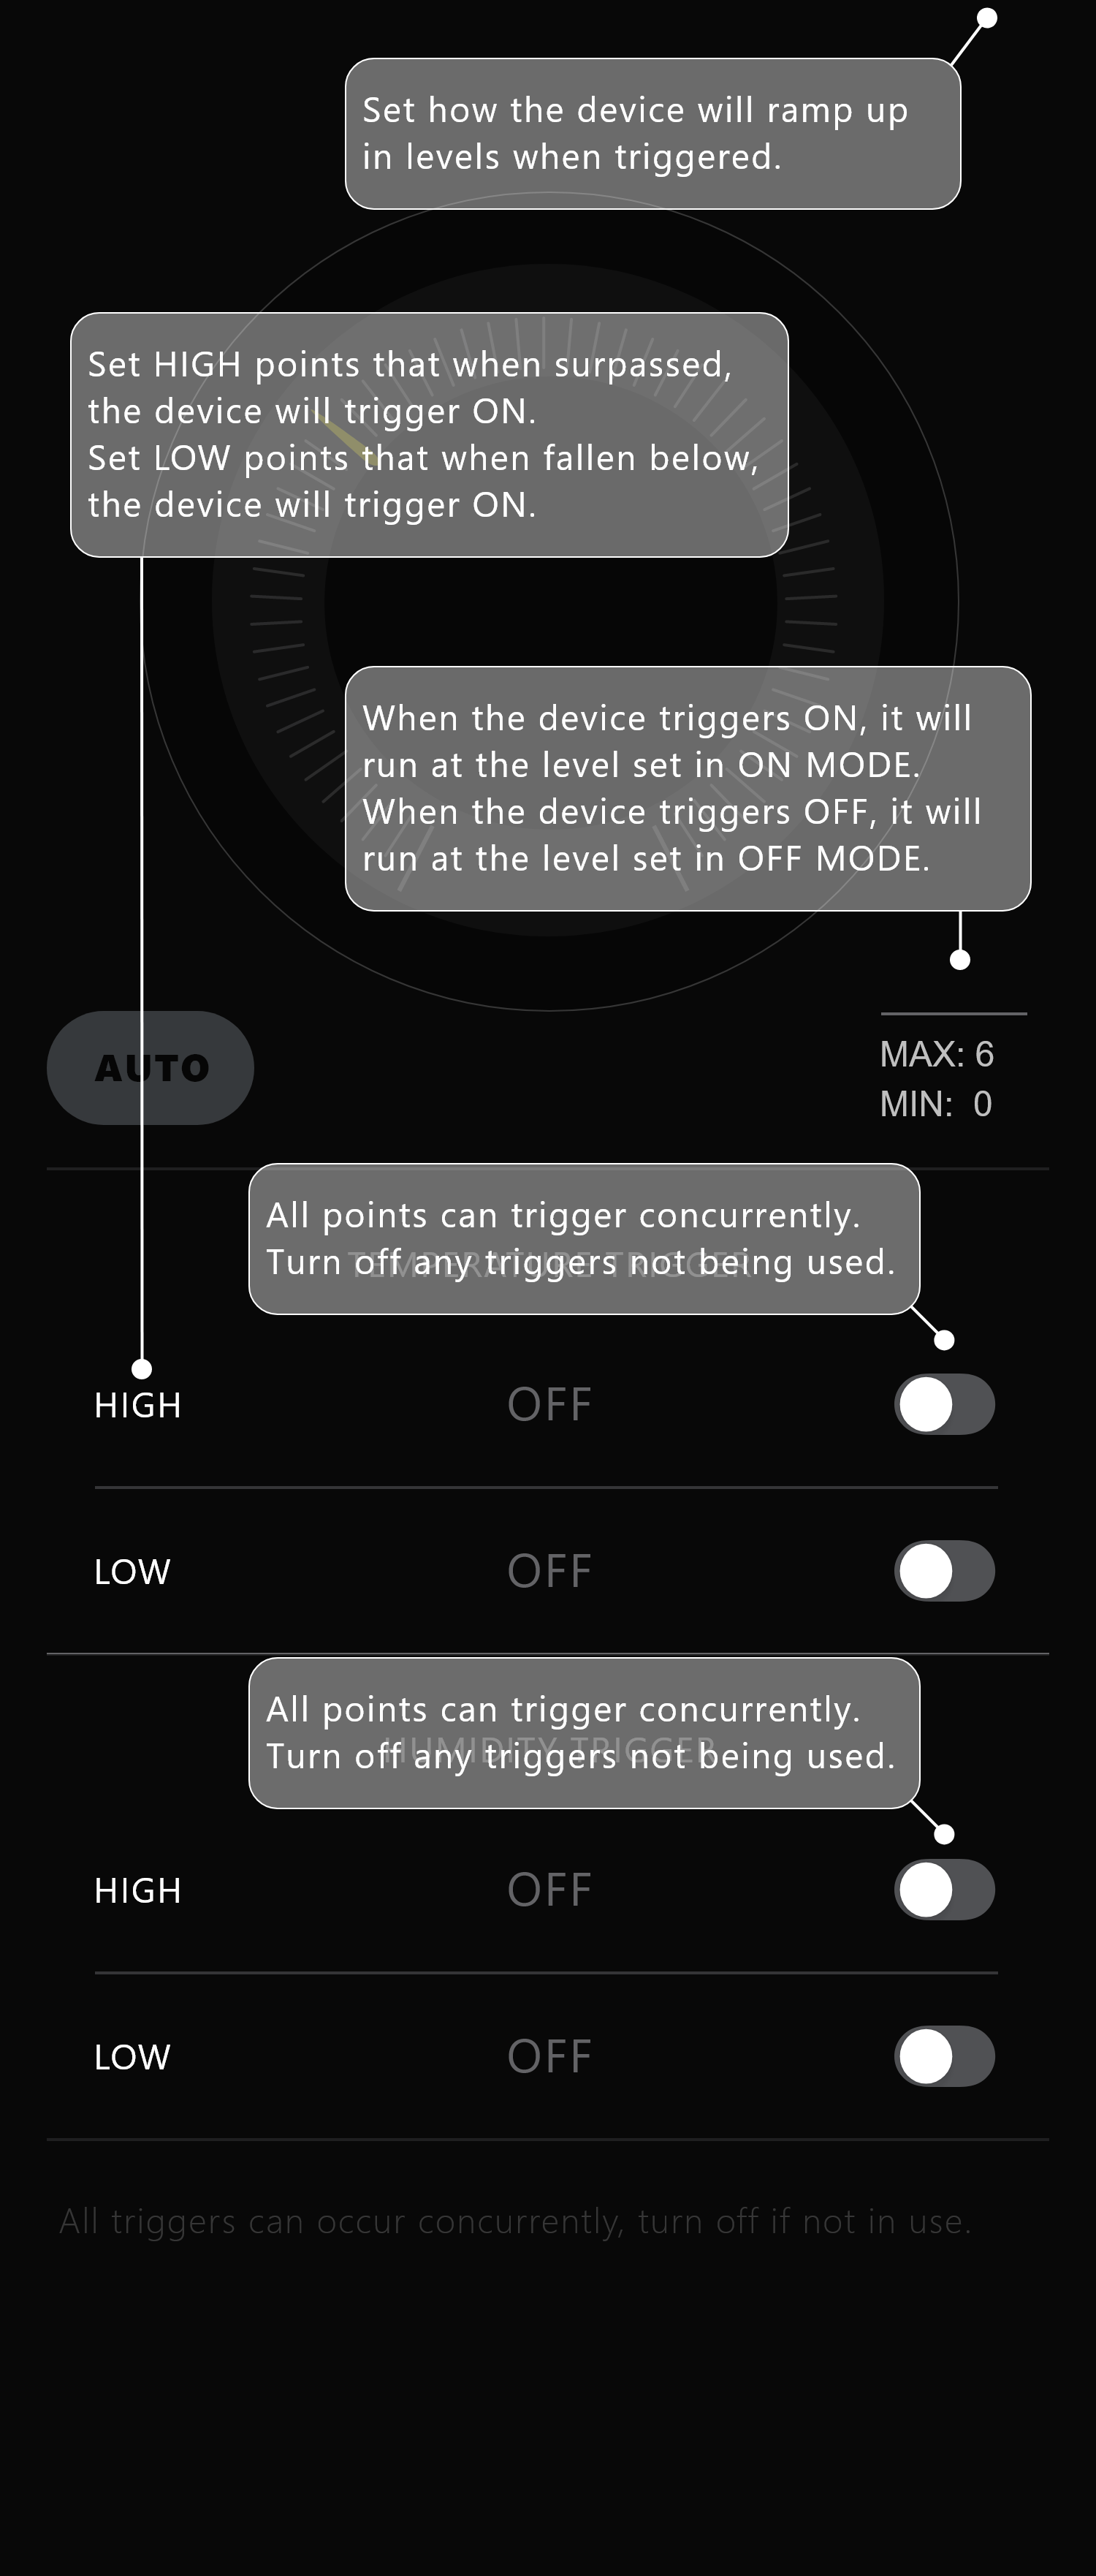 Set how the device will ramp up
in levels when triggered.
Set HIGH points that when surpassed,
the device will trigger ON.
Set LOW points that when fallen below,
the device will trigger ON.
When the device triggers ON, it will
run at the level set in ON MODE.
When the device triggers OFF, it will
run at the level set in OFF MODE.
AUTO
MAX: 6
MIN: 0
All points can trigger concurrently.
Turn off any triggers not being used.
TEMPERATURE TRIGGER
HIGH OFF
LOW OFF
All points can trigger concurrently.
Turn off any triggers not being used.
HUMIDITY TRIGGER
HIGH OFF
LOW OFF
All triggers can occur concurrently, turn off if not in use.